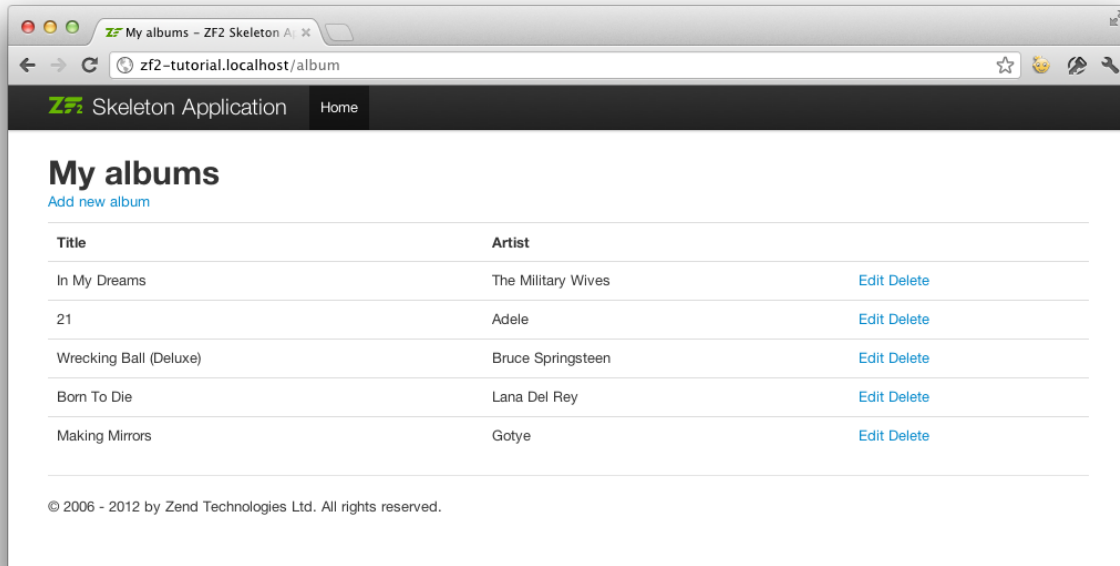 ZF My albums – ZF2 Skeleton Ap
zf2-tutorial.localhost/album
ZF2 Skeleton Application Home
My albums
Add new album
Title Artist
In My Dreams The Military Wives Edit Delete
21 Adele Edit Delete
Wrecking Ball (Deluxe) Bruce Springsteen Edit Delete
Born To Die Lana Del Rey Edit Delete
Making Mirrors Gotye Edit Delete
© 2006 - 2012 by Zend Technologies Ltd. All rights reserved.